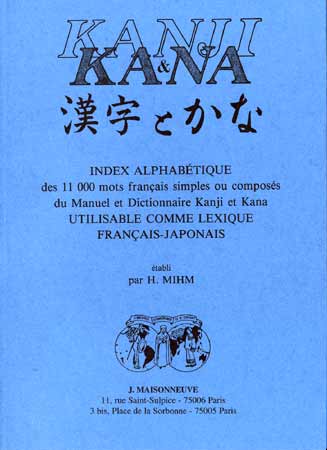 KANJI
& KANA
漢字とかな
INDEX ALPHABÉTIQUE
des 11 000 mots français simples ou composés
du Manuel et Dictionnaire Kanji et Kana
UTILISABLE COMME LEXIQUE
FRANÇAIS-JAPONAIS
établi
par H. MIHM
J. MAISONNEUVE
11, rue Saint-Sulpice - 75006 Paris
3 bis, Place de la Sorbonne - 75005 Paris